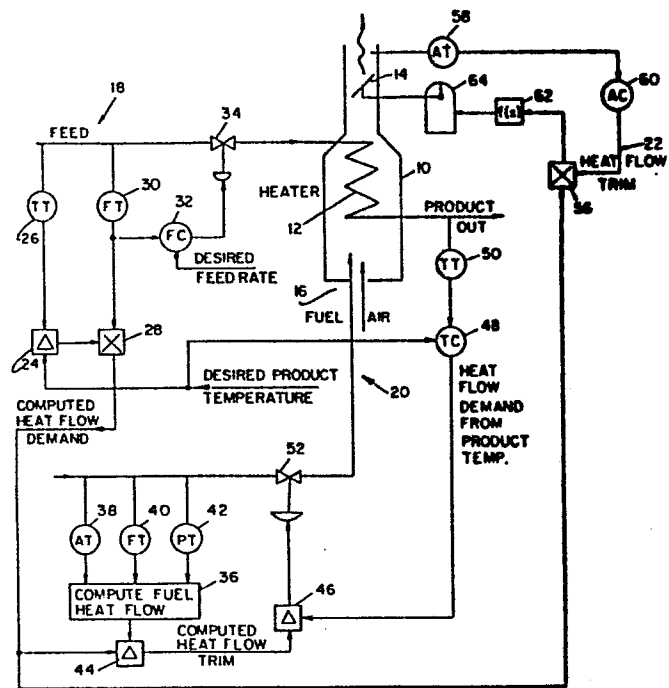 58
AT
14
64
60
AC
18
34
62
f(s)
22
FEED
HEAT FLOW
TRIM
56
30
10
HEATER
TT
FT
32
12
PRODUCT
OUT
26
FC
DESIRED
FEED RATE
TT
50
16
FUEL
AIR
Δ
28
TC
48
24
DESIRED PRODUCT
TEMPERATURE
20
HEAT
FLOW
DEMAND
FROM
PRODUCT
TEMP.
COMPUTED
HEAT FLOW
DEMAND
52
38
40
42
AT
FT
PT
36
COMPUTE FUEL
HEAT FLOW
46
Δ
COMPUTED
HEAT FLOW
TRIM
Δ
44